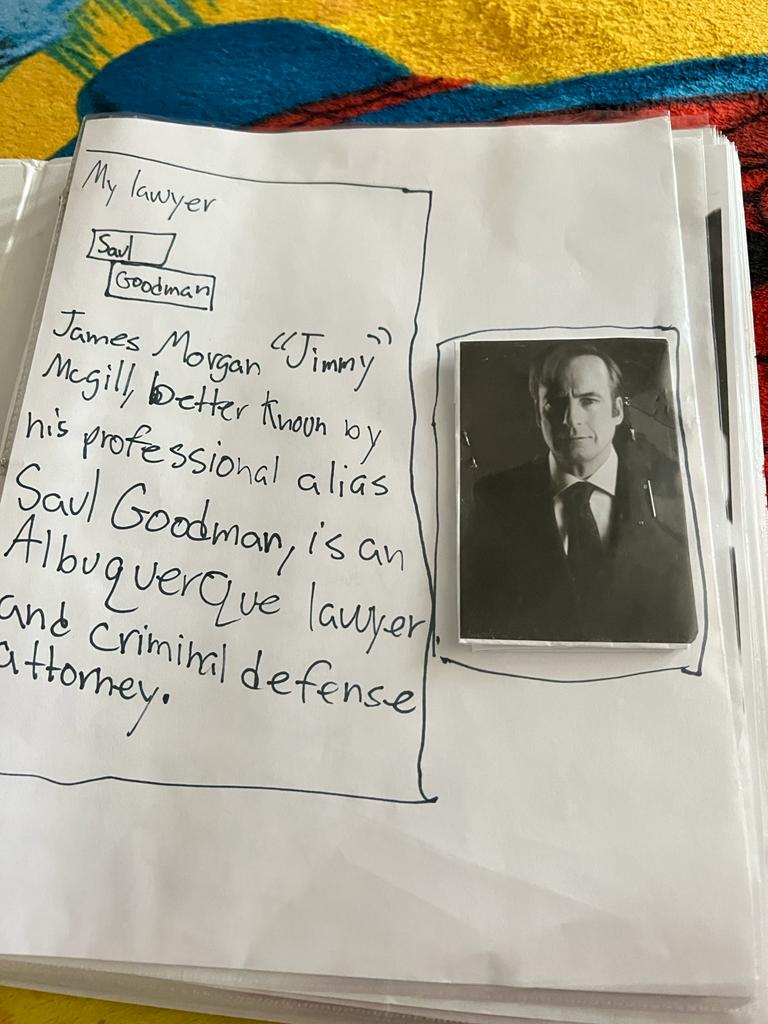 My lawyer
Saul
Goodman
James Morgan “Jimmy”
Mcgill, better Known by
his professional alias
Saul Goodman, is an
Albuquerque lawyer
and criminal defense
attorney.